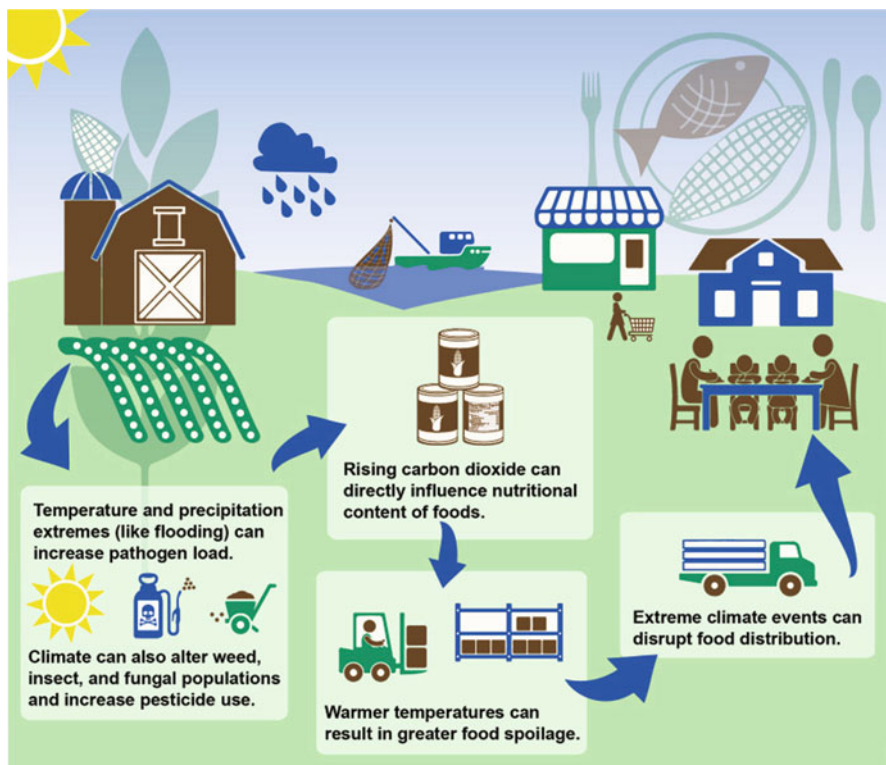 Temperature and precipitation
extremes (like flooding) can
increase pathogen load.
Climate can also alter weed,
insect, and fungal populations
and increase pesticide use.
Rising carbon dioxide can
directly influence nutritional
content of foods.
Warmer temperatures can
result in greater food spoilage.
Extreme climate events can
disrupt food distribution.